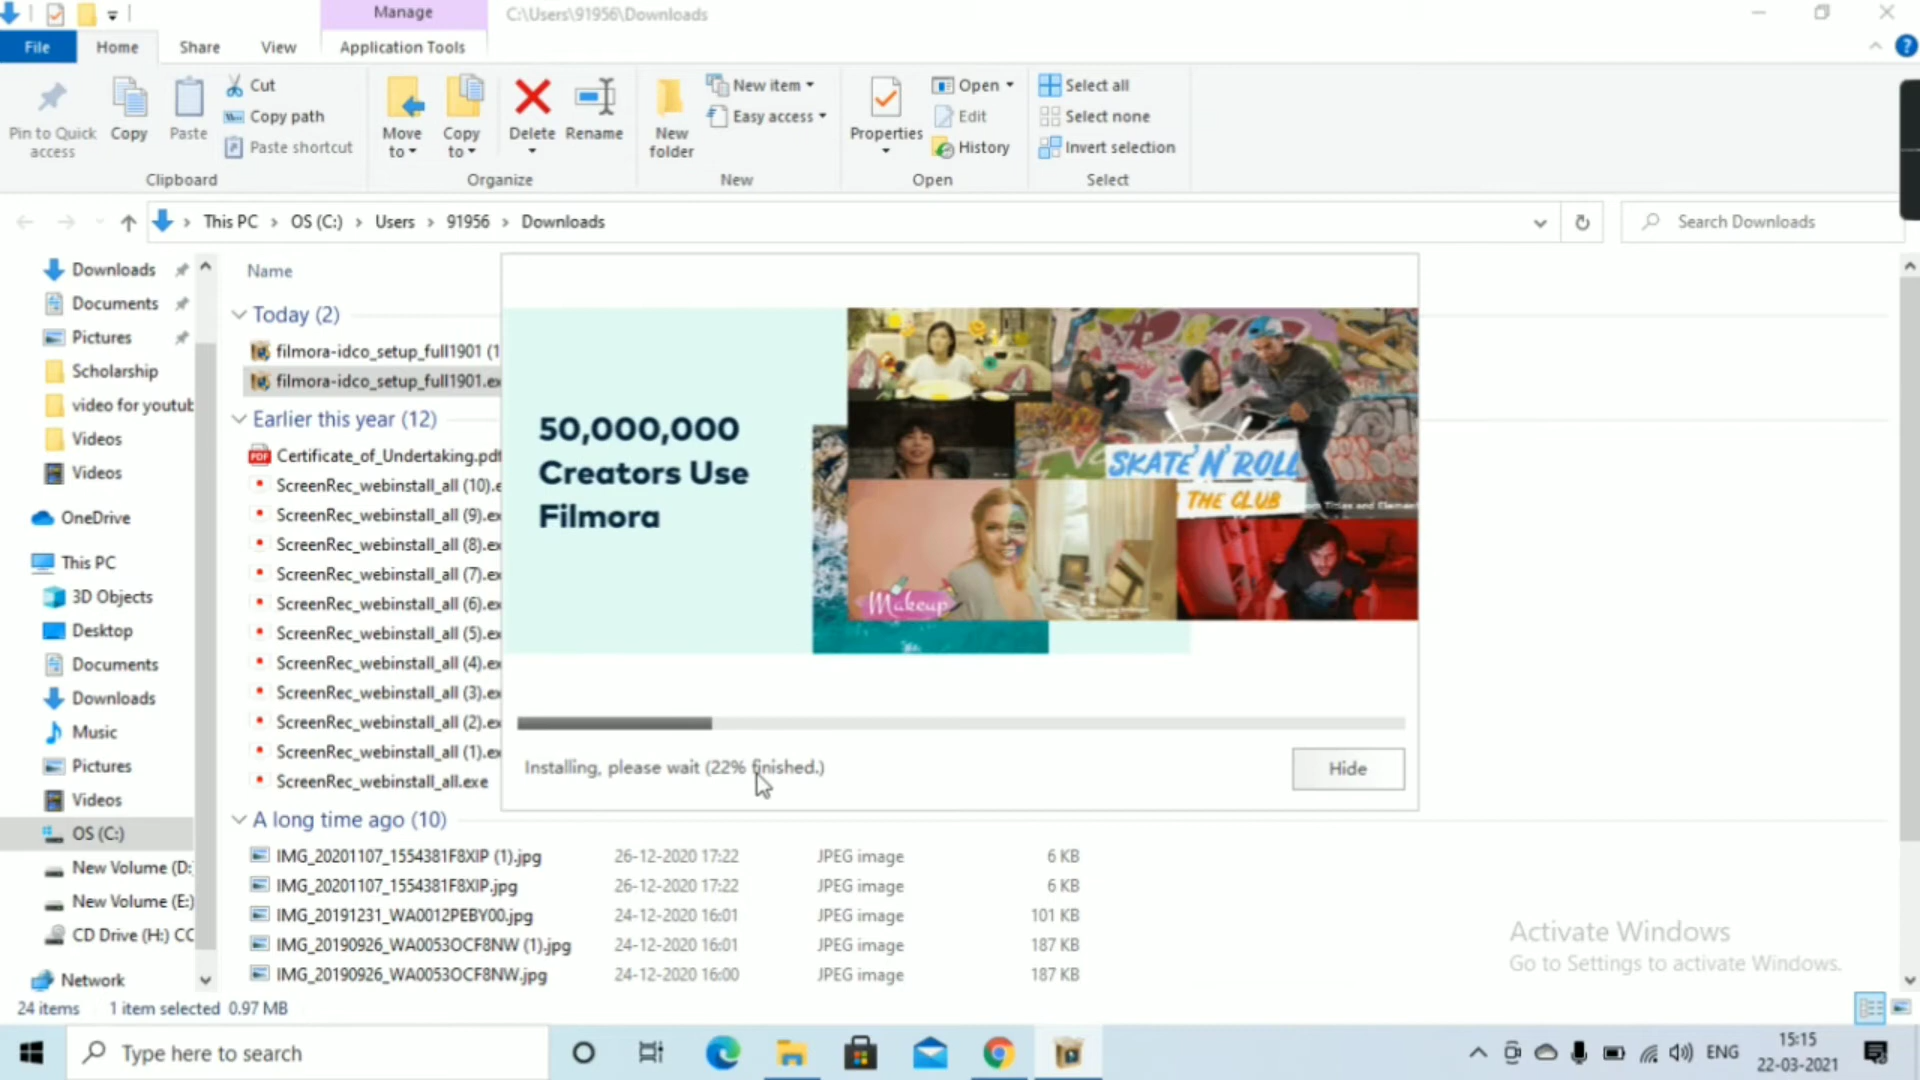 Manage
C:\Users\91956\Downloads
File
Home
Share
View
Application Tools
Pin to Quick access
Copy
Paste
Cut
Copy path
Paste shortcut
Clipboard
Move to
Copy to
Delete
Rename
Organize
New folder
New item
Easy access
New
Properties
Open
Edit
History
Open
Select all
Select none
Invert selection
Select
This PC > OS (C:) > Users > 91956 > Downloads
Search Downloads
Downloads
Documents
Pictures
Scholarship
video for youtub
Videos
Videos
OneDrive
This PC
3D Objects
Desktop
Documents
Downloads
Music
Pictures
Videos
OS (C:)
New Volume (D:
New Volume (E:)
CD Drive (H:) CC
Network
Name
Today (2)
filmora-idco_setup_full1901 (1
filmora-idco_setup_full1901.ex
Earlier this year (12)
Certificate_of_Undertaking.pdf
ScreenRec_webinstall_all (10).e
ScreenRec_webinstall_all (9).ex
ScreenRec_webinstall_all (8).ex
ScreenRec_webinstall_all (7).ex
ScreenRec_webinstall_all (6).ex
ScreenRec_webinstall_all (5).ex
ScreenRec_webinstall_all (4).ex
ScreenRec_webinstall_all (3).ex
ScreenRec_webinstall_all (2).ex
ScreenRec_webinstall_all (1).ex
ScreenRec_webinstall_all.exe
A long time ago (10)
IMG_20201107_1554381F8XIP (1).jpg 26-12-2020 17:22 JPEG image 6 KB
IMG_20201107_1554381F8XIP.jpg 26-12-2020 17:22 JPEG image 6 KB
IMG_20191231_WA0012PEBY00.jpg 24-12-2020 16:01 JPEG image 101 KB
IMG_20190926_WA0053OCF8NW (1).jpg 24-12-2020 16:01 JPEG image 187 KB
IMG_20190926_WA0053OCF8NW.jpg 24-12-2020 16:00 JPEG image 187 KB
50,000,000
Creators Use
Filmora
SKATE'N'ROLL
THE CLUB
Makeup
Installing, please wait (22% finished.)
Hide
Activate Windows
Go to Settings to activate Windows.
24 items 1 item selected 0.97 MB
Type here to search
ENG
15:15
22-03-2021